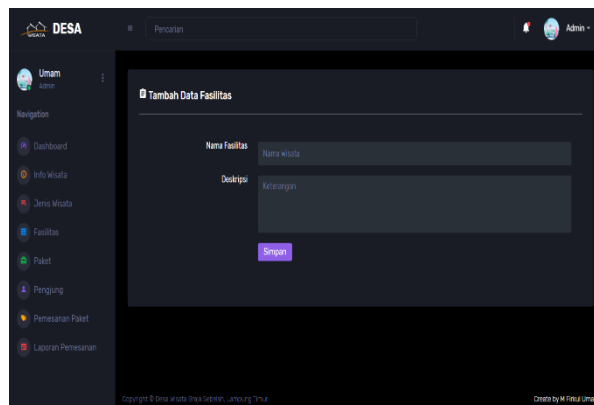 WISATA
DESA
Pencarian
Admin
Umam
Admin
Navigation
Dashboard
Info Wisata
Jenis Wisata
Fasilitas
Paket
Pengjung
Pemesanan Paket
Laporan Pemesanan
Tambah Data Fasilitas
Nama Fasilitas
Nama Wisata
Deskripsi
Keterangan
Simpan
Copyright © Desa Wisata Braja Sebelah, Lampung Timur
Create by M Firkul Uma